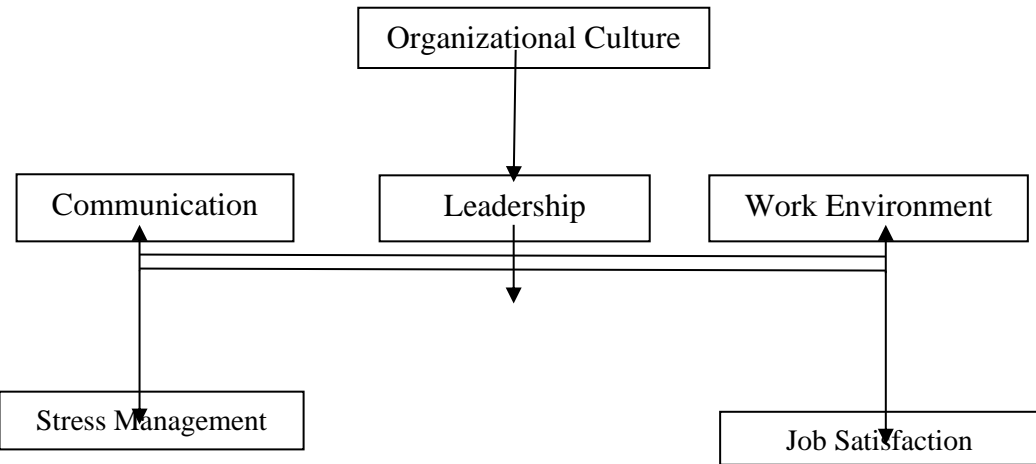 Organizational Culture
Communication
Leadership
Work Environment
Stress Management
Job Satisfaction